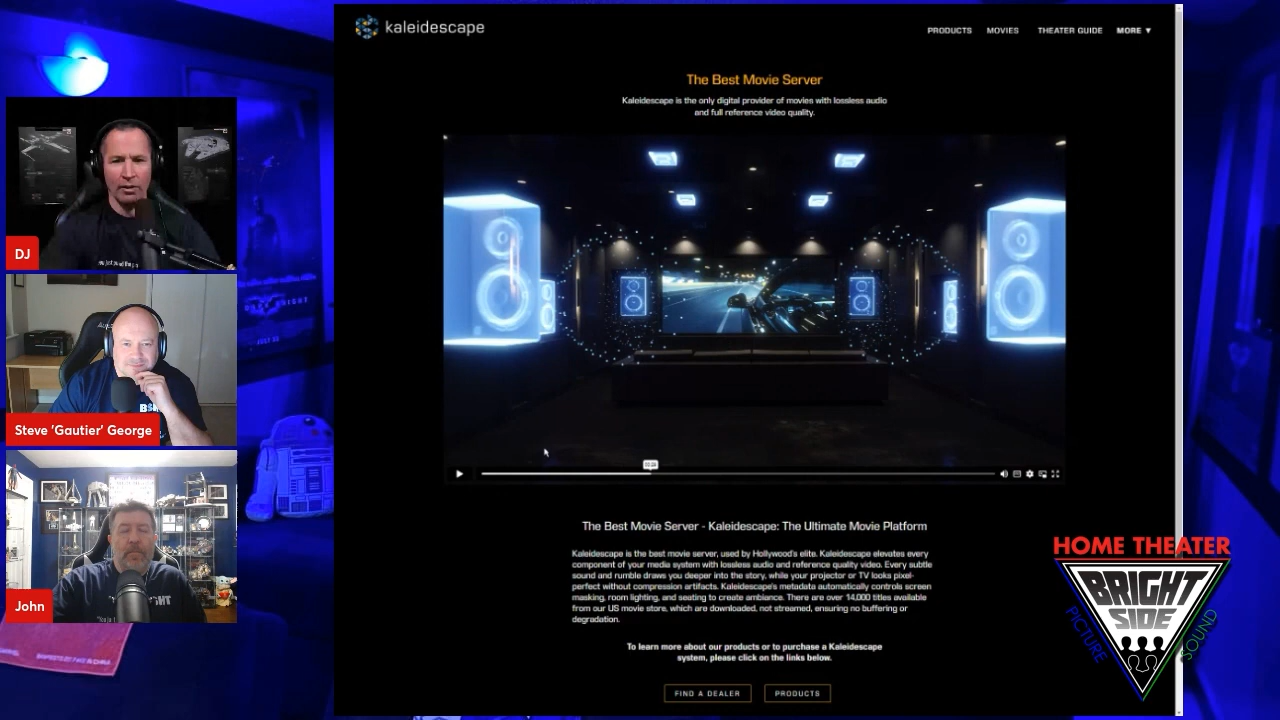 kaleidescape
PRODUCTS MOVIES THEATER GUIDE MORE ▼
The Best Movie Server
Kaleidescape is the only digital provider of movies with lossless audio
and full reference video quality.
DJ
Steve 'Gautier' George
John
The Best Movie Server - Kaleidescape: The Ultimate Movie Platform
Kaleidescape is the best movie server, used by Hollywood's elite. Kaleidescape elevates every
component of your media system with lossless audio and reference quality video. Every subtle
sound and rumble draws you deeper into the story, while your projector or TV looks pixel-
perfect without compression artifacts. Kaleidescape's metadata automatically controls screen
masking, room lighting, and seating to create ambiance. There are over 14,000 titles available
from our US movie store, which are downloaded, not streamed, ensuring no buffering or
degradation.
To learn more about our products or to purchase a Kaleidescape
system, please click on the links below.
FIND A DEALER PRODUCTS
HOME THEATER
BRIGHT
SIDE
PICTURE
SOUND